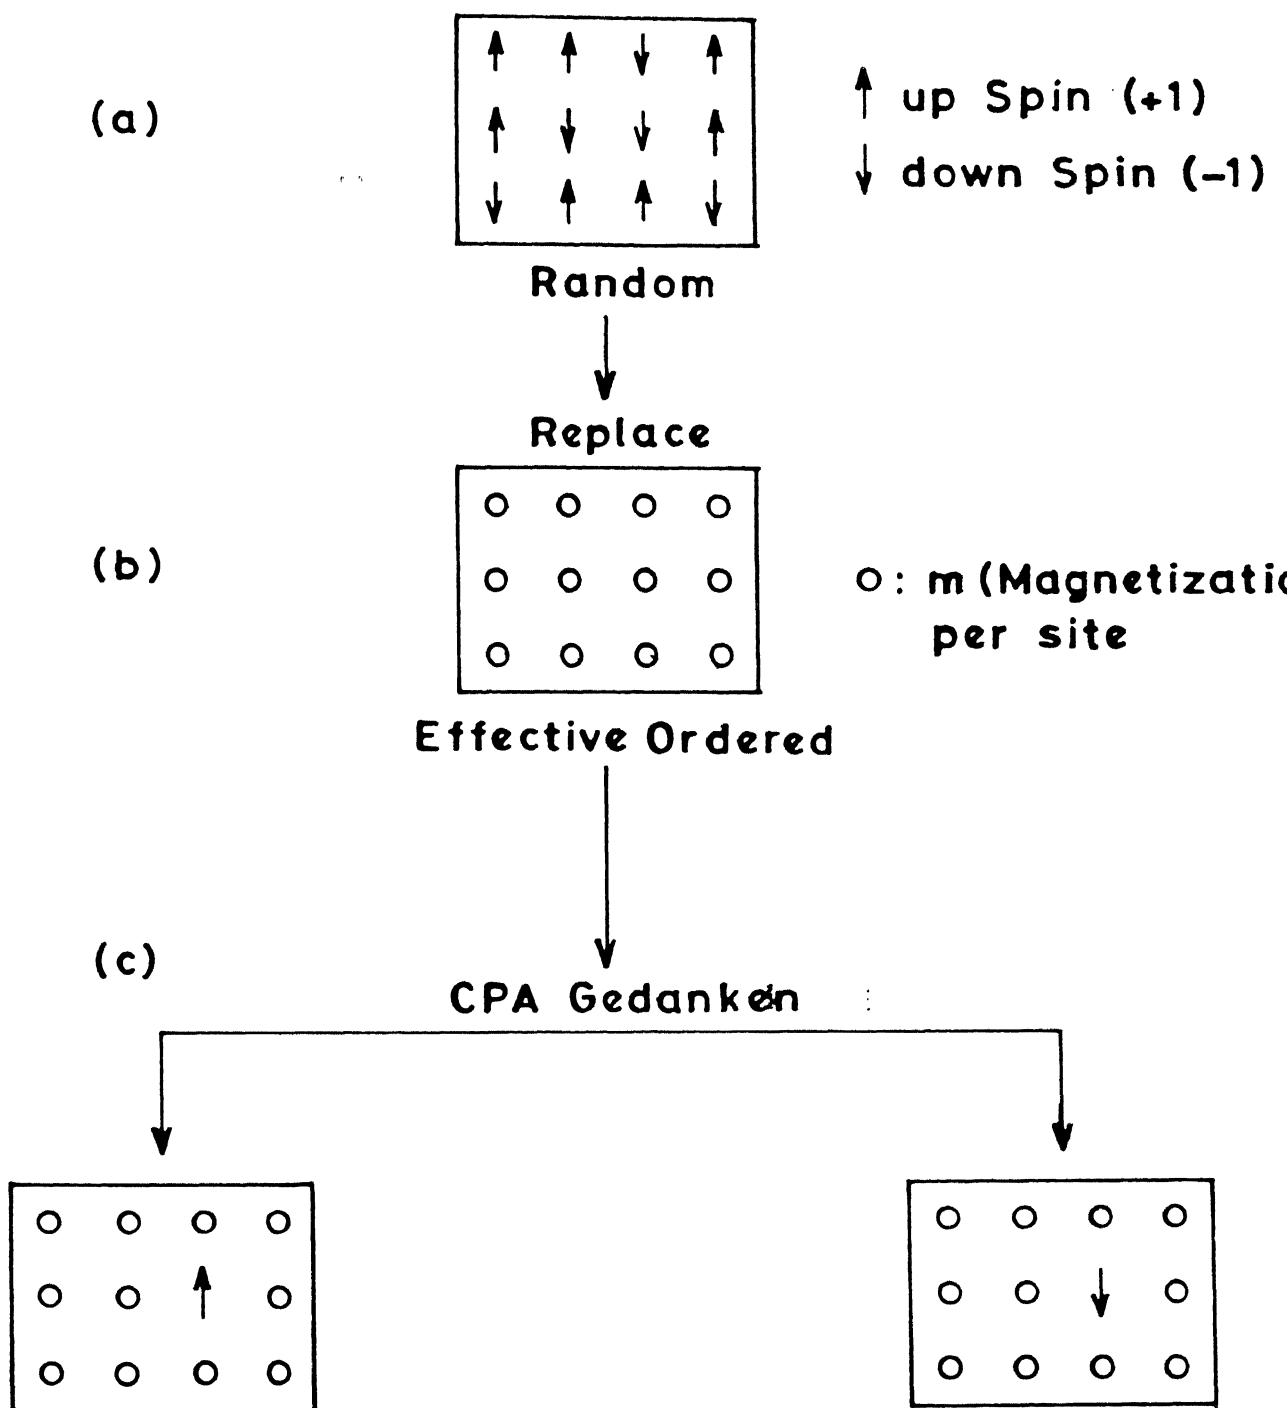 (a)
↑ up Spin (+1)
↓ down Spin (-1)
Random
Replace
(b)
o : m (Magnetizatio
per site
Effective Ordered
(c)
CPA Gedanken